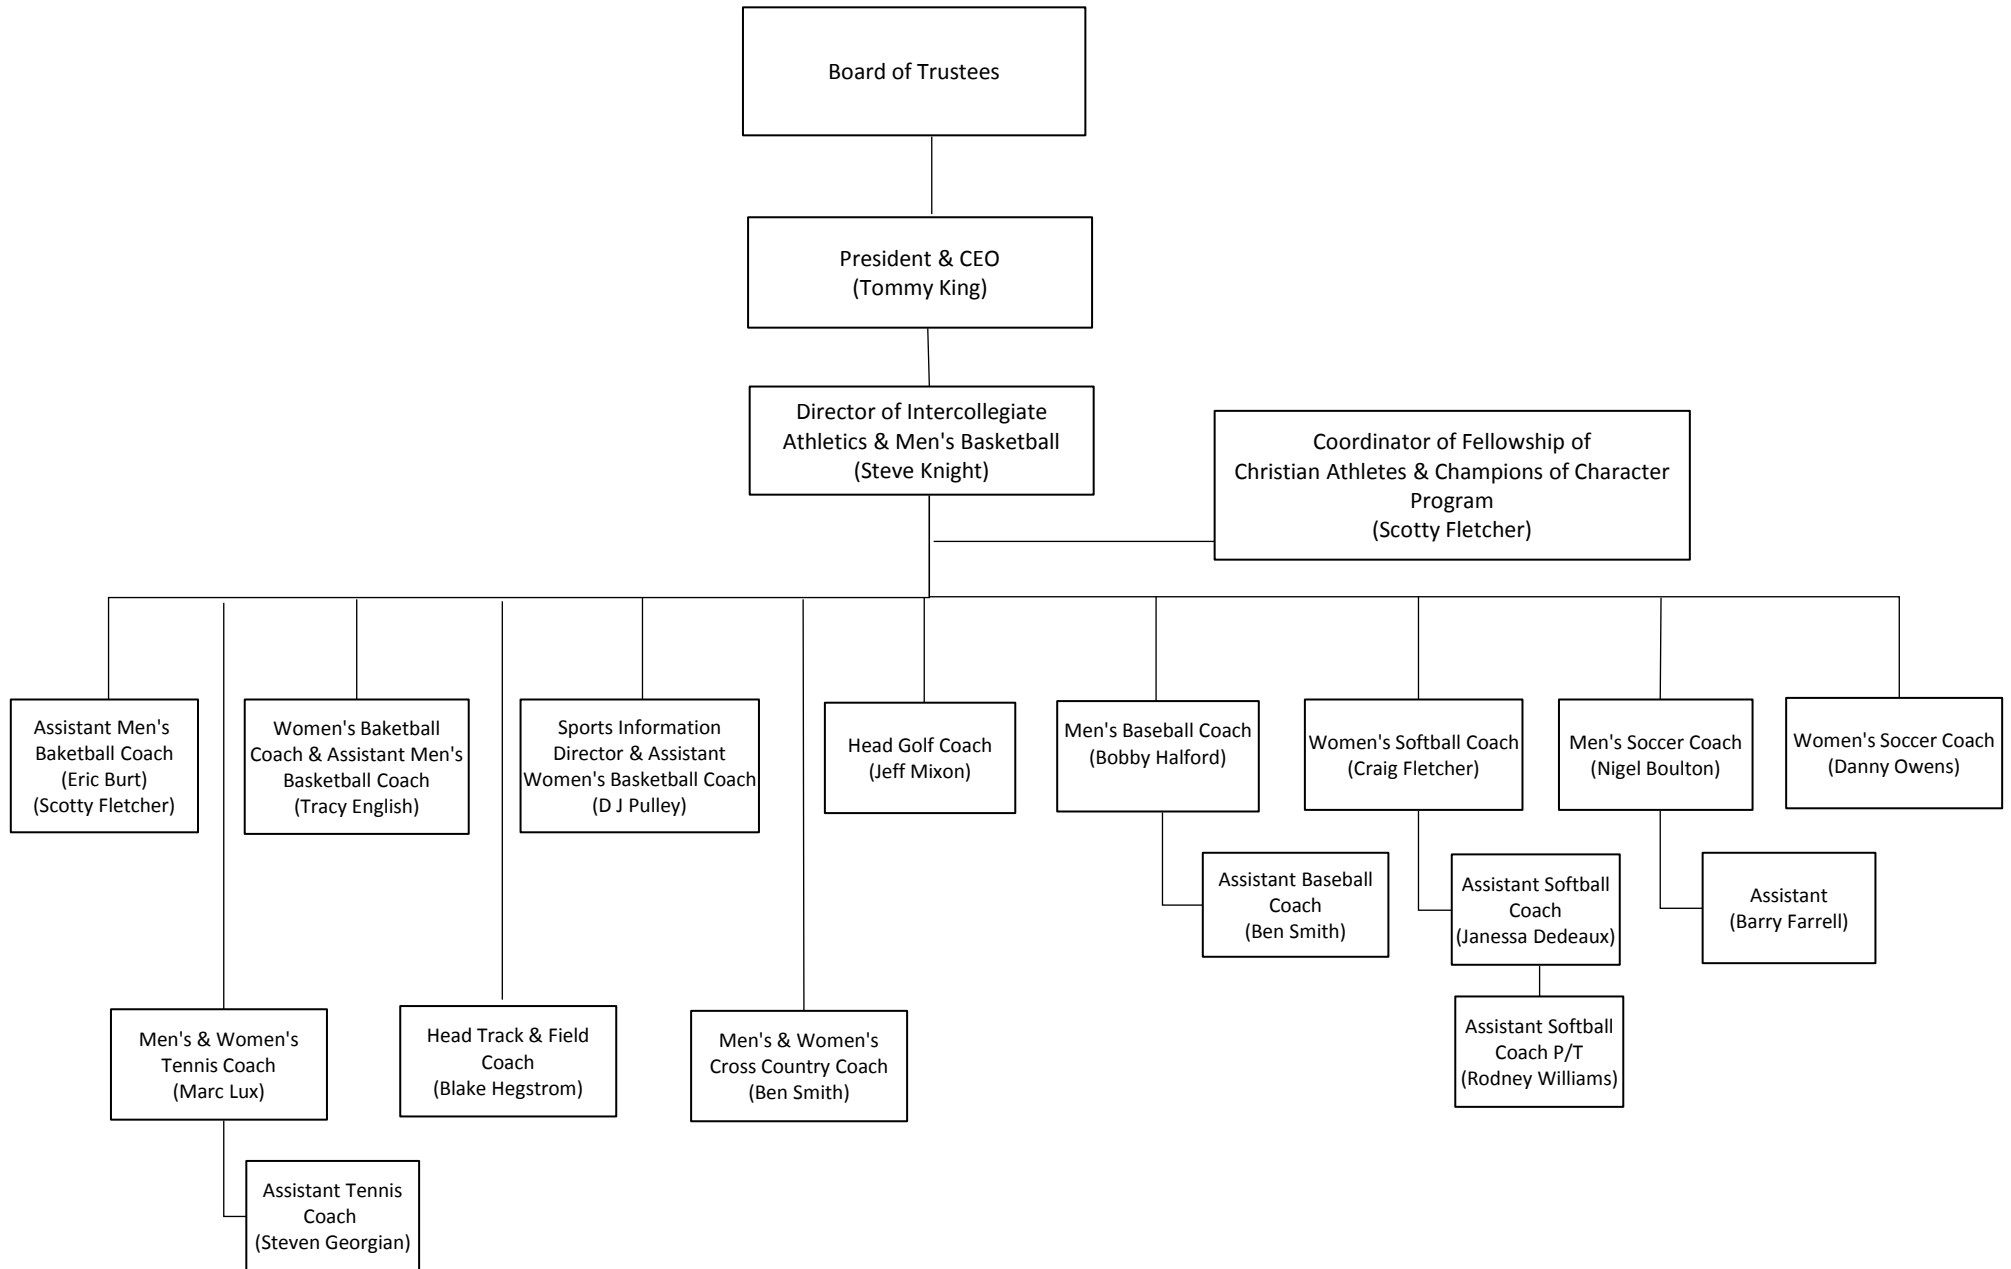 Board of Trustees
President & CEO
(Tommy King)
Director of Intercollegiate
Athletics & Men's Basketball
(Steve Knight)
Coordinator of Fellowship of
Christian Athletes & Champions of Character
Program
(Scotty Fletcher)
Assistant Men's
Baketball Coach
(Eric Burt)
(Scotty Fletcher)
Women's Baketball
Coach & Assistant Men's
Basketball Coach
(Tracy English)
Sports Information
Director & Assistant
Women's Basketball Coach
(D J Pulley)
Head Golf Coach
(Jeff Mixon)
Men's Baseball Coach
(Bobby Halford)
Women's Softball Coach
(Craig Fletcher)
Men's Soccer Coach
(Nigel Boulton)
Women's Soccer Coach
(Danny Owens)
Assistant Baseball
Coach
(Ben Smith)
Assistant Softball
Coach
(Janessa Dedeaux)
Assistant
(Barry Farrell)
Men's & Women's
Tennis Coach
(Marc Lux)
Head Track & Field
Coach
(Blake Hegstrom)
Men's & Women's
Cross Country Coach
(Ben Smith)
Assistant Softball
Coach P/T
(Rodney Williams)
Assistant Tennis
Coach
(Steven Georgian)